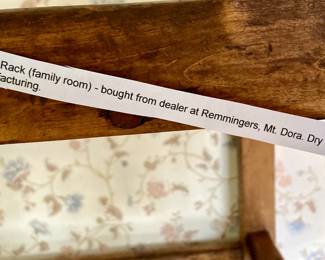 Rack (family room) - bought from dealer at Remmingers, Mt. Dora. Dry
facturing.